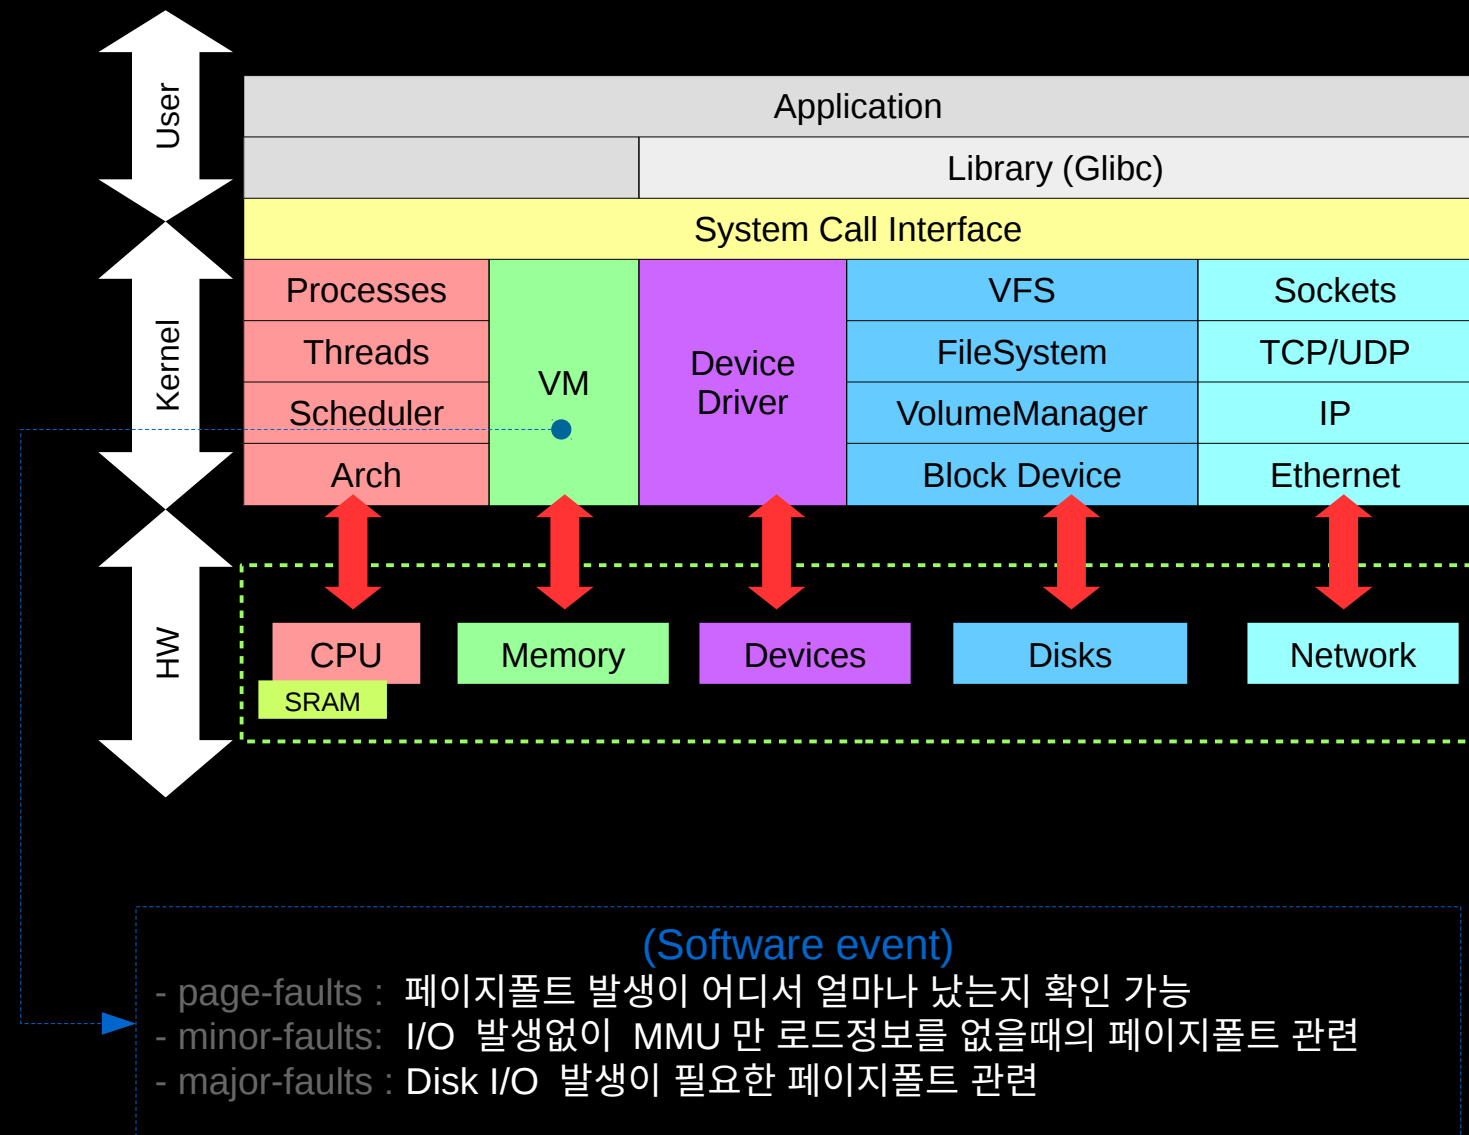 User
Application
Library (Glibc)
System Call Interface
Kernel
Processes
Threads
Scheduler
Arch
VM
Device
Driver
VFS
FileSystem
VolumeManager
Block Device
Sockets
TCP/UDP
IP
Ethernet
HW
CPU
SRAM
Memory
Devices
Disks
Network
(Software event)
- page-faults : 페이지폴트 발생이 어디서 얼마나 났는지 확인 가능
- minor-faults: I/O 발생없이 MMU 만 로드정보를 없을때의 페이지폴트 관련
- major-faults : Disk I/O 발생이 필요한 페이지폴트 관련